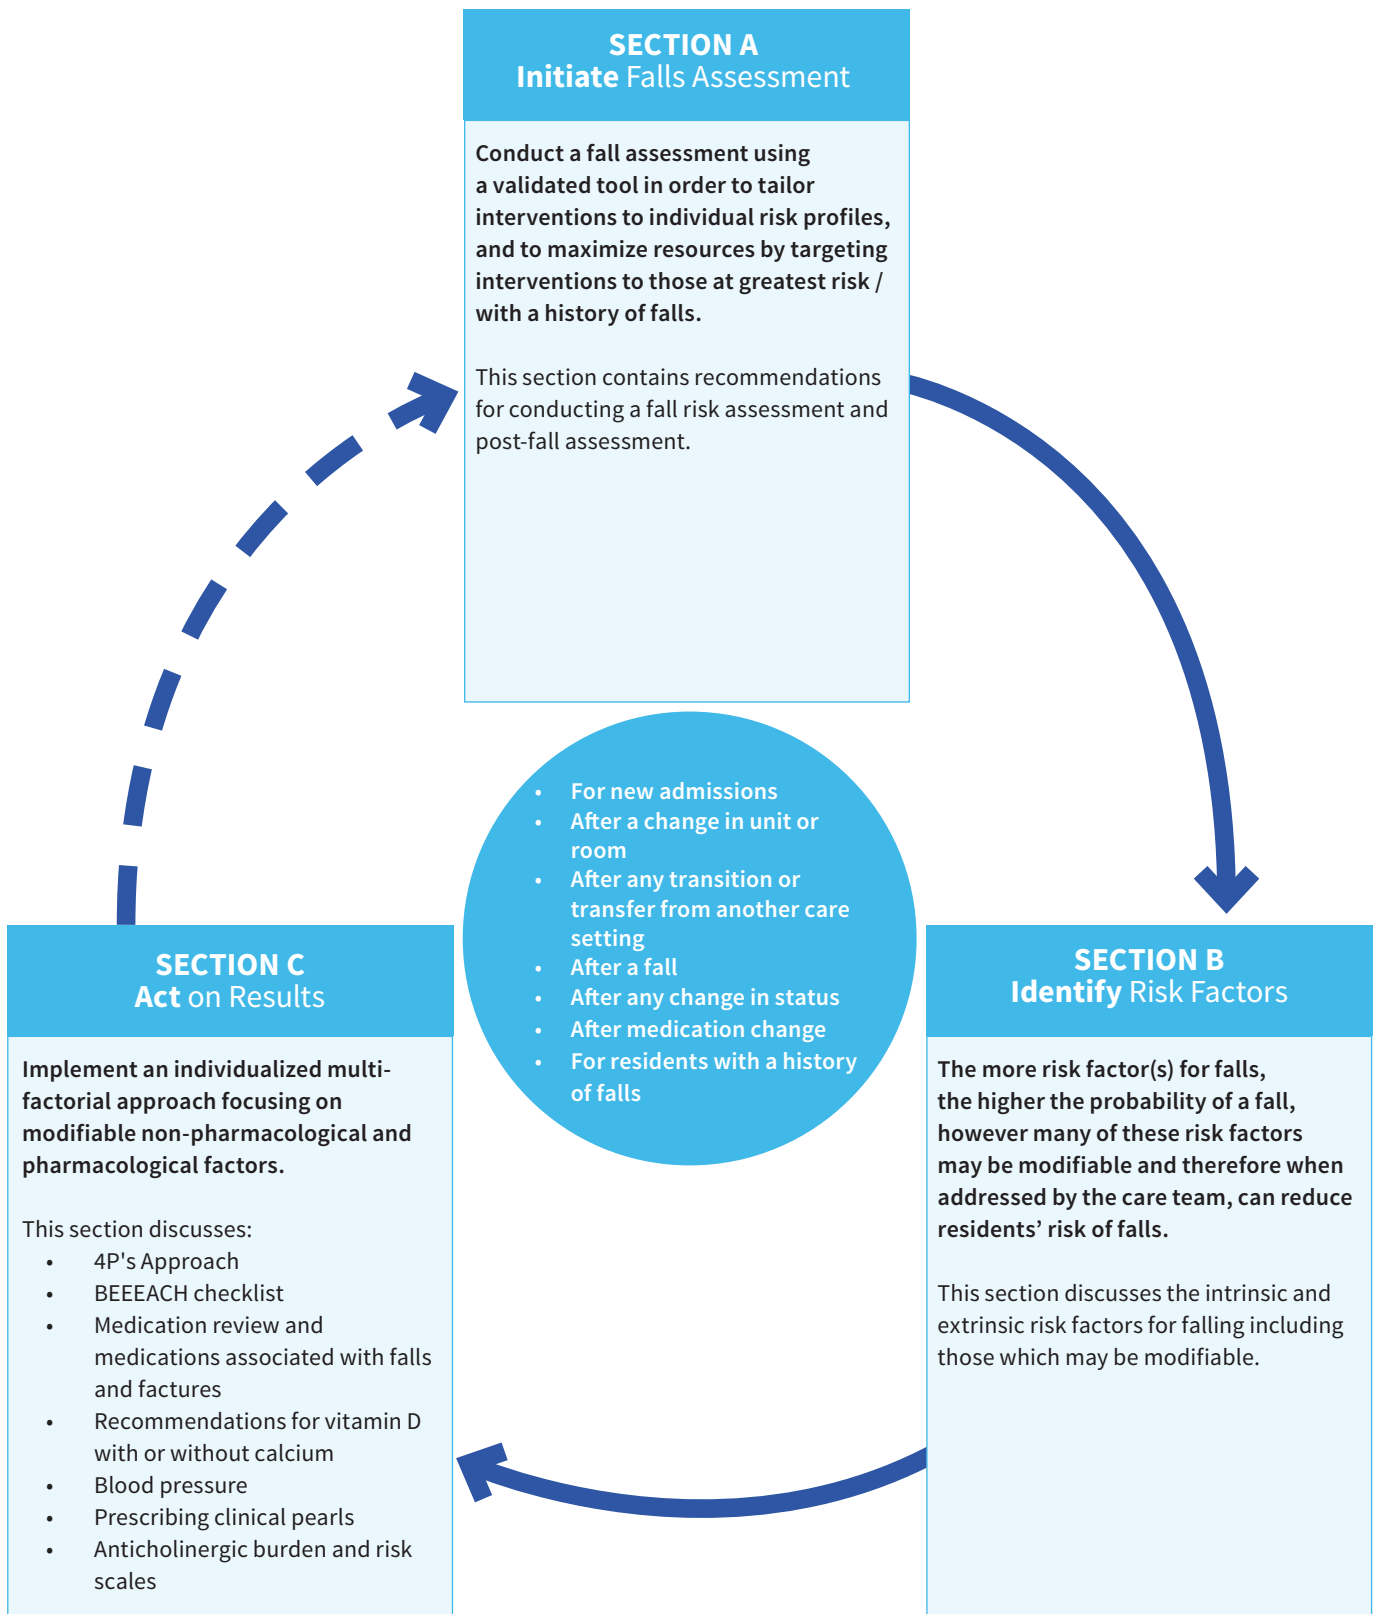 SECTION A
Initiate Falls Assessment
Conduct a fall assessment using
a validated tool in order to tailor
interventions to individual risk profiles,
and to maximize resources by targeting
interventions to those at greatest risk /
with a history of falls.
This section contains recommendations
for conducting a fall risk assessment and
post-fall assessment.
• For new admissions
• After a change in unit or
room
• After any transition or
transfer from another care
setting
• After a fall
• After any change in status
• After medication change
• For residents with a history
of falls
SECTION B
Identify Risk Factors
The more risk factor(s) for falls,
the higher the probability of a fall,
however many of these risk factors
may be modifiable and therefore when
addressed by the care team, can reduce
residents’ risk of falls.
This section discusses the intrinsic and
extrinsic risk factors for falling including
those which may be modifiable.
SECTION C
Act on Results
Implement an individualized multi-
factorial approach focusing on
modifiable non-pharmacological and
pharmacological factors.
This section discusses:
• 4P's Approach
• BEEEACH checklist
• Medication review and
medications associated with falls
and factures
• Recommendations for vitamin D
with or without calcium
• Blood pressure
• Prescribing clinical pearls
• Anticholinergic burden and risk
scales